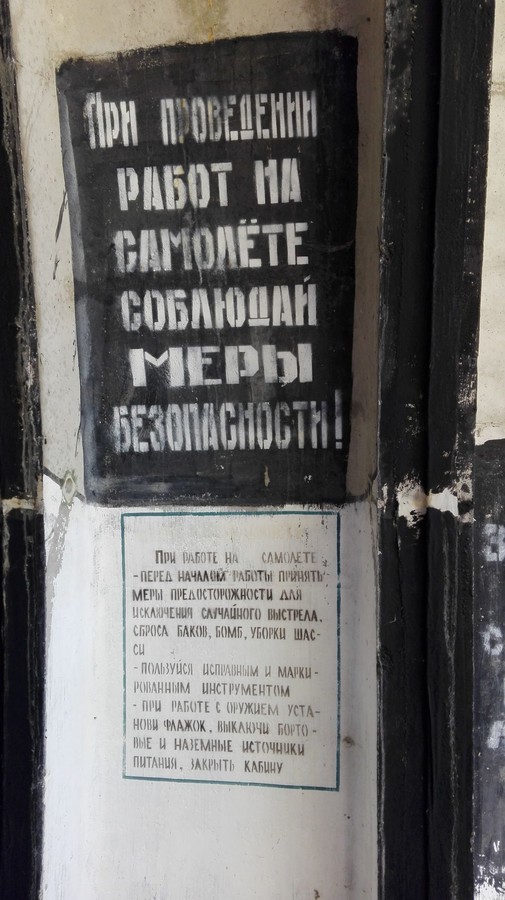 При проведении
работ на
самолёте
соблюдай
меры
безопасности!
При работе на самолете
- перед началом работы принять
меры предосторожности для
исключения случайного выстрела,
сброса баков, бомб, уборки шас-
си
- пользуйся исправным и марки-
рованным инструментом
- при работе с оружием уста-
нови флажок, выключи борто-
вые и наземные источники
питания, закрыть кабину